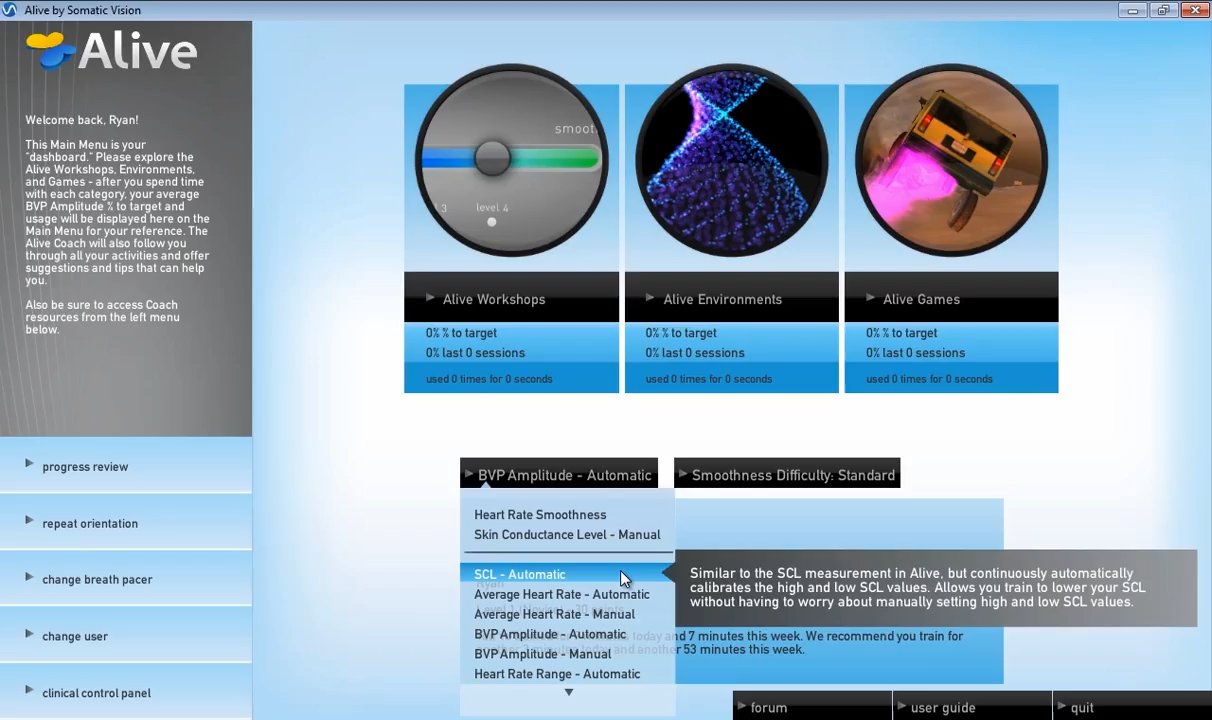 Alive by Somatic Vision
Alive
Welcome back, Ryan!
This Main Menu is your
"dashboard." Please explore the
Alive Workshops, Environments,
and Games - after you spend time
with each category, your average
BVP Amplitude % to target and
usage will be displayed here on the
Main Menu for your reference. The
Alive Coach will also follow you
through all your activities and offer
suggestions and tips that can help
you.
Also be sure to access Coach
resources from the left menu
below.
progress review
repeat orientation
change breath pacer
change user
clinical control panel
smoot
l 3
level 4
Alive Workshops
0% % to target
0% last 0 sessions
used 0 times for 0 seconds
Alive Environments
0% % to target
0% last 0 sessions
used 0 times for 0 seconds
Alive Games
0% % to target
0% last 0 sessions
used 0 times for 0 seconds
BVP Amplitude - Automatic
Smoothness Difficulty: Standard
Heart Rate Smoothness
Skin Conductance Level - Manual
SCL - Automatic
Ryan
Average Heart Rate - Automatic
Average Heart Rate - Manual
BVP Amplitude - Automatic
BVP Amplitude - Manual
Heart Rate Range - Automatic
Similar to the SCL measurement in Alive, but continuously automatically
calibrates the high and low SCL values. Allows you train to lower your SCL
without having to worry about manually setting high and low SCL values.
today and 7 minutes this week. We recommend you train for
today and another 53 minutes this week.
forum
user guide
quit